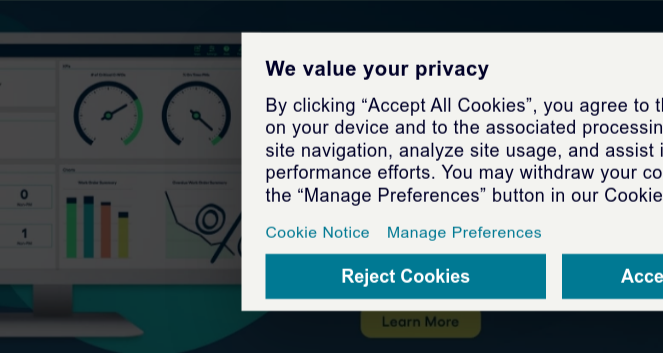 We value your privacy
By clicking “Accept All Cookies”, you agree to t
on your device and to the associated processin
site navigation, analyze site usage, and assist i
performance efforts. You may withdraw your co
the “Manage Preferences” button in our Cookie
Cookie Notice Manage Preferences
Reject Cookies Acce
0
1
Learn More